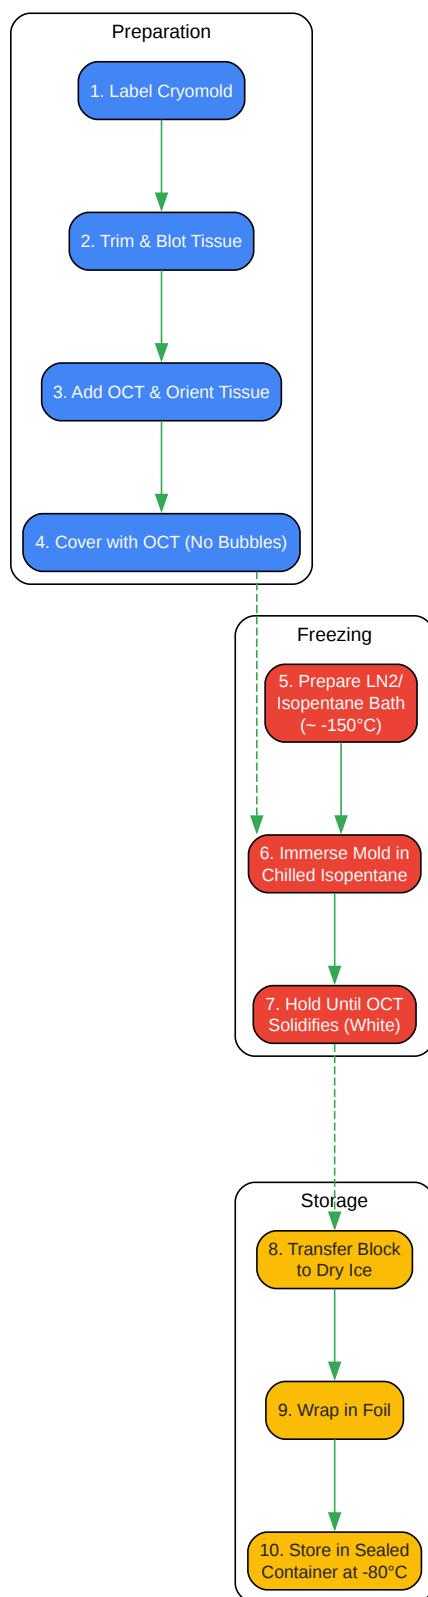 Preparation
1. Label Cryomold
2. Trim & Blot Tissue
3. Add OCT & Orient Tissue
4. Cover with OCT (No Bubbles)
Freezing
5. Prepare LN2/
Isopentane Bath
(~ -150°C)
6. Immerse Mold in
Chilled Isopentane
7. Hold Until OCT
Solidifies (White)
Storage
8. Transfer Block
to Dry Ice
9. Wrap in Foil
10. Store in Sealed
Container at -80°C